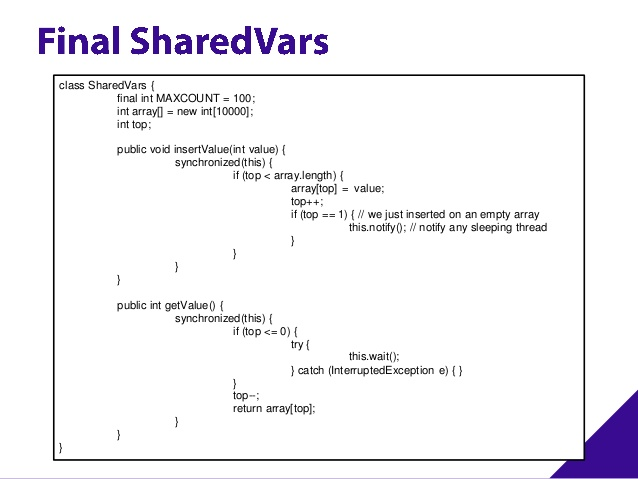 Final SharedVars
class SharedVars {
final int MAXCOUNT = 100;
int array[] = new int[10000];
int top;
public void insertValue(int value) {
synchronized(this) {
if (top < array.length) {
array[top] = value;
top++;
if (top == 1) { // we just inserted on an empty array
this.notify(); // notify any sleeping thread
}
}
}
}
public int getValue() {
synchronized(this) {
if (top <= 0) {
try {
this.wait();
} catch (InterruptedException e) { }
}
top–;
return array[top];
}
}
}